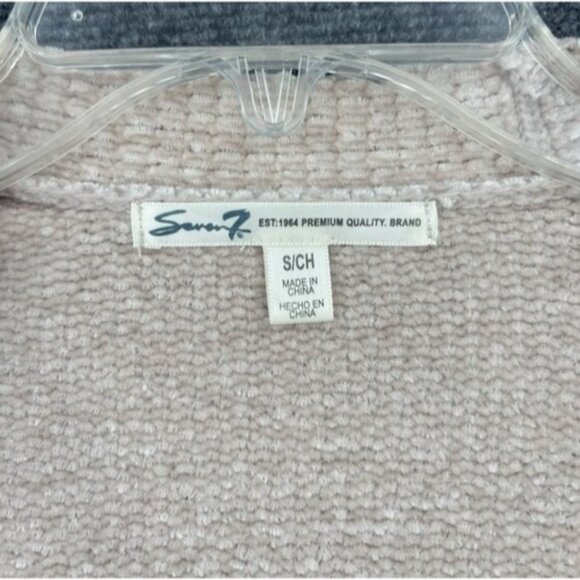 Seven7. EST:1964 PREMIUM QUALITY. BRAND
S/CH
MADE IN
CHINA
HECHO EN
CHINA